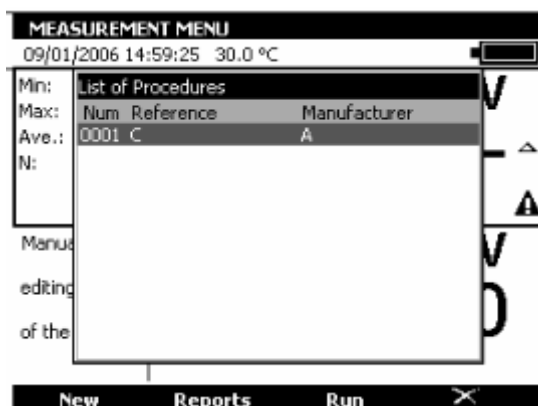 MEASUREMENT MENU
09/01/2006 14:59:25 30.0 °C
Min:
Max:
Ave.:
N:
List of Procedures
Num Reference Manufacturer
0001 C A
V
V
0
editing
of the
New Reports Run